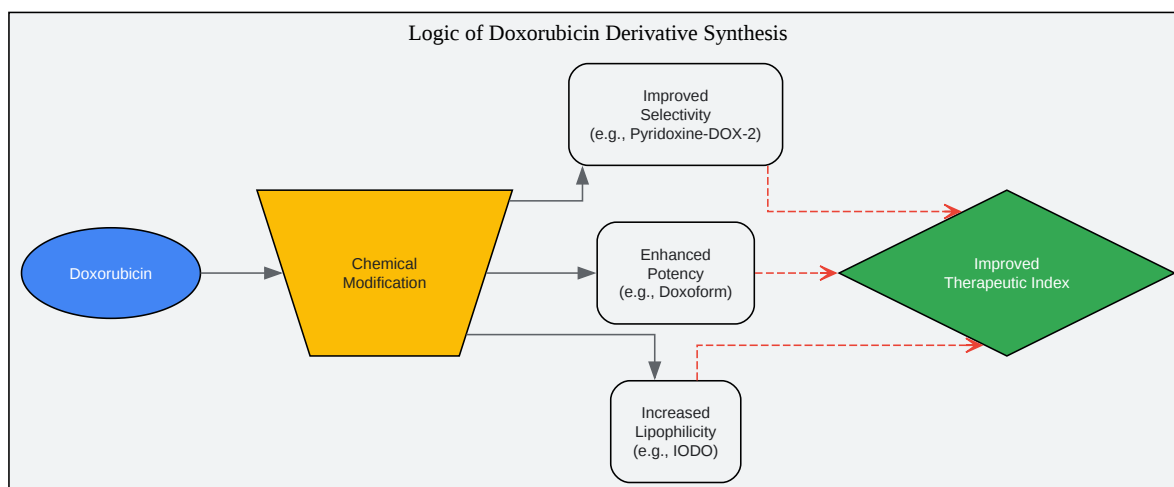 Logic of Doxorubicin Derivative Synthesis
Improved
Selectivity
(e.g., Pyridoxine-DOX-2)
Doxorubicin
Chemical
Modification
Enhanced
Potency
(e.g., Doxoform)
Improved
Therapeutic Index
Increased
Lipophilicity
(e.g., IODO)